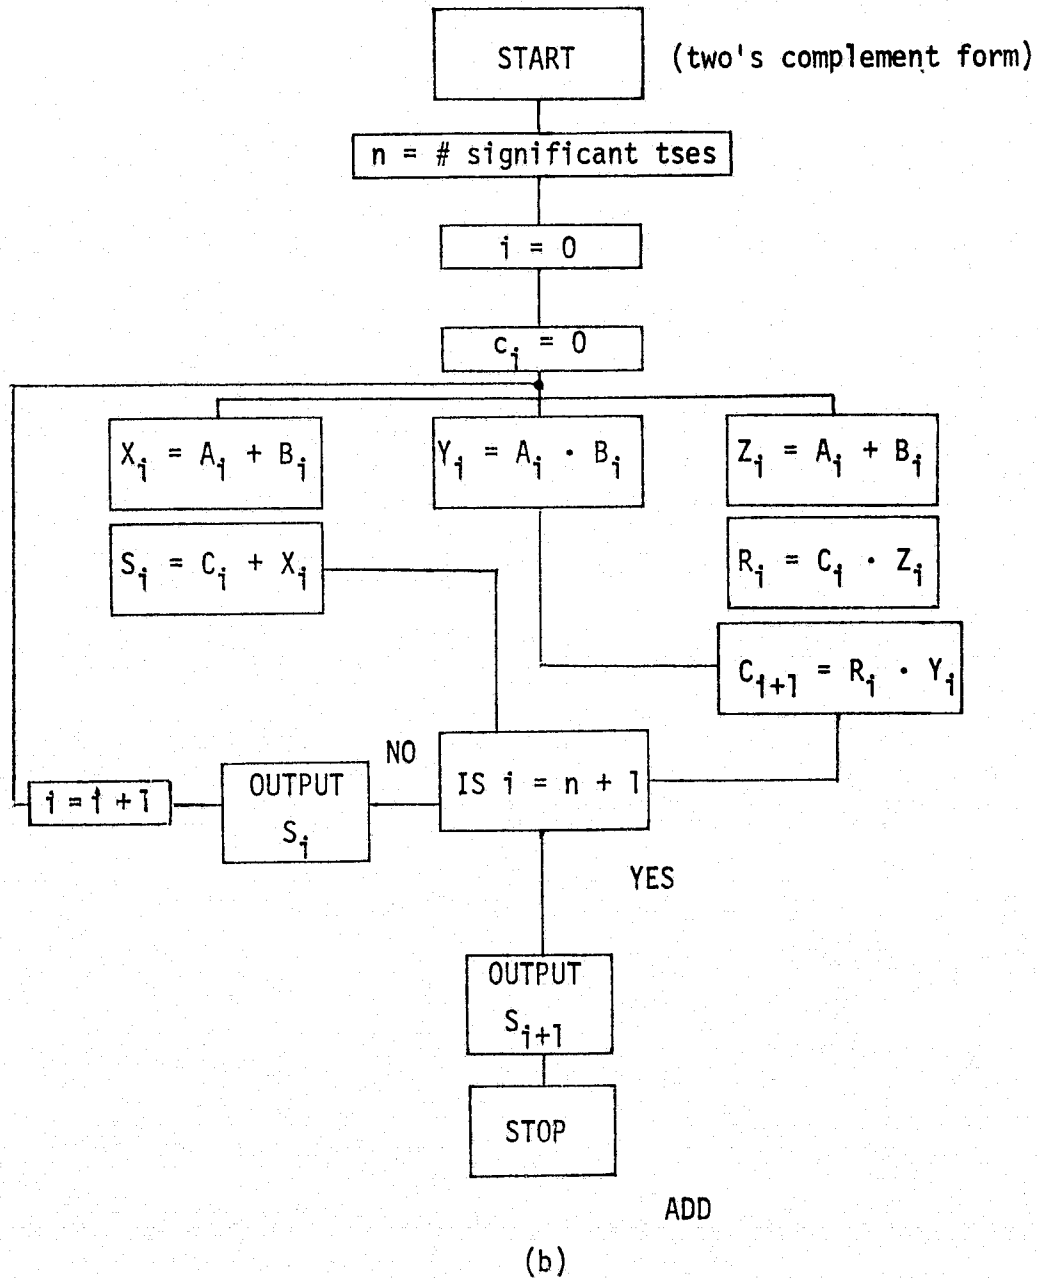 START
(two's complement form)
n = # significant tses
i = 0
c_i = 0
X_i = A_i + B_i
Y_i = A_i · B_i
Z_i = A_i + B_i
S_i = C_i + X_i
R_i = C_i · Z_i
C_i+1 = R_i · Y_i
NO
IS i = n + 1
OUTPUT
S_i
i = i + 1
YES
OUTPUT
S_i+1
STOP
ADD
(b)